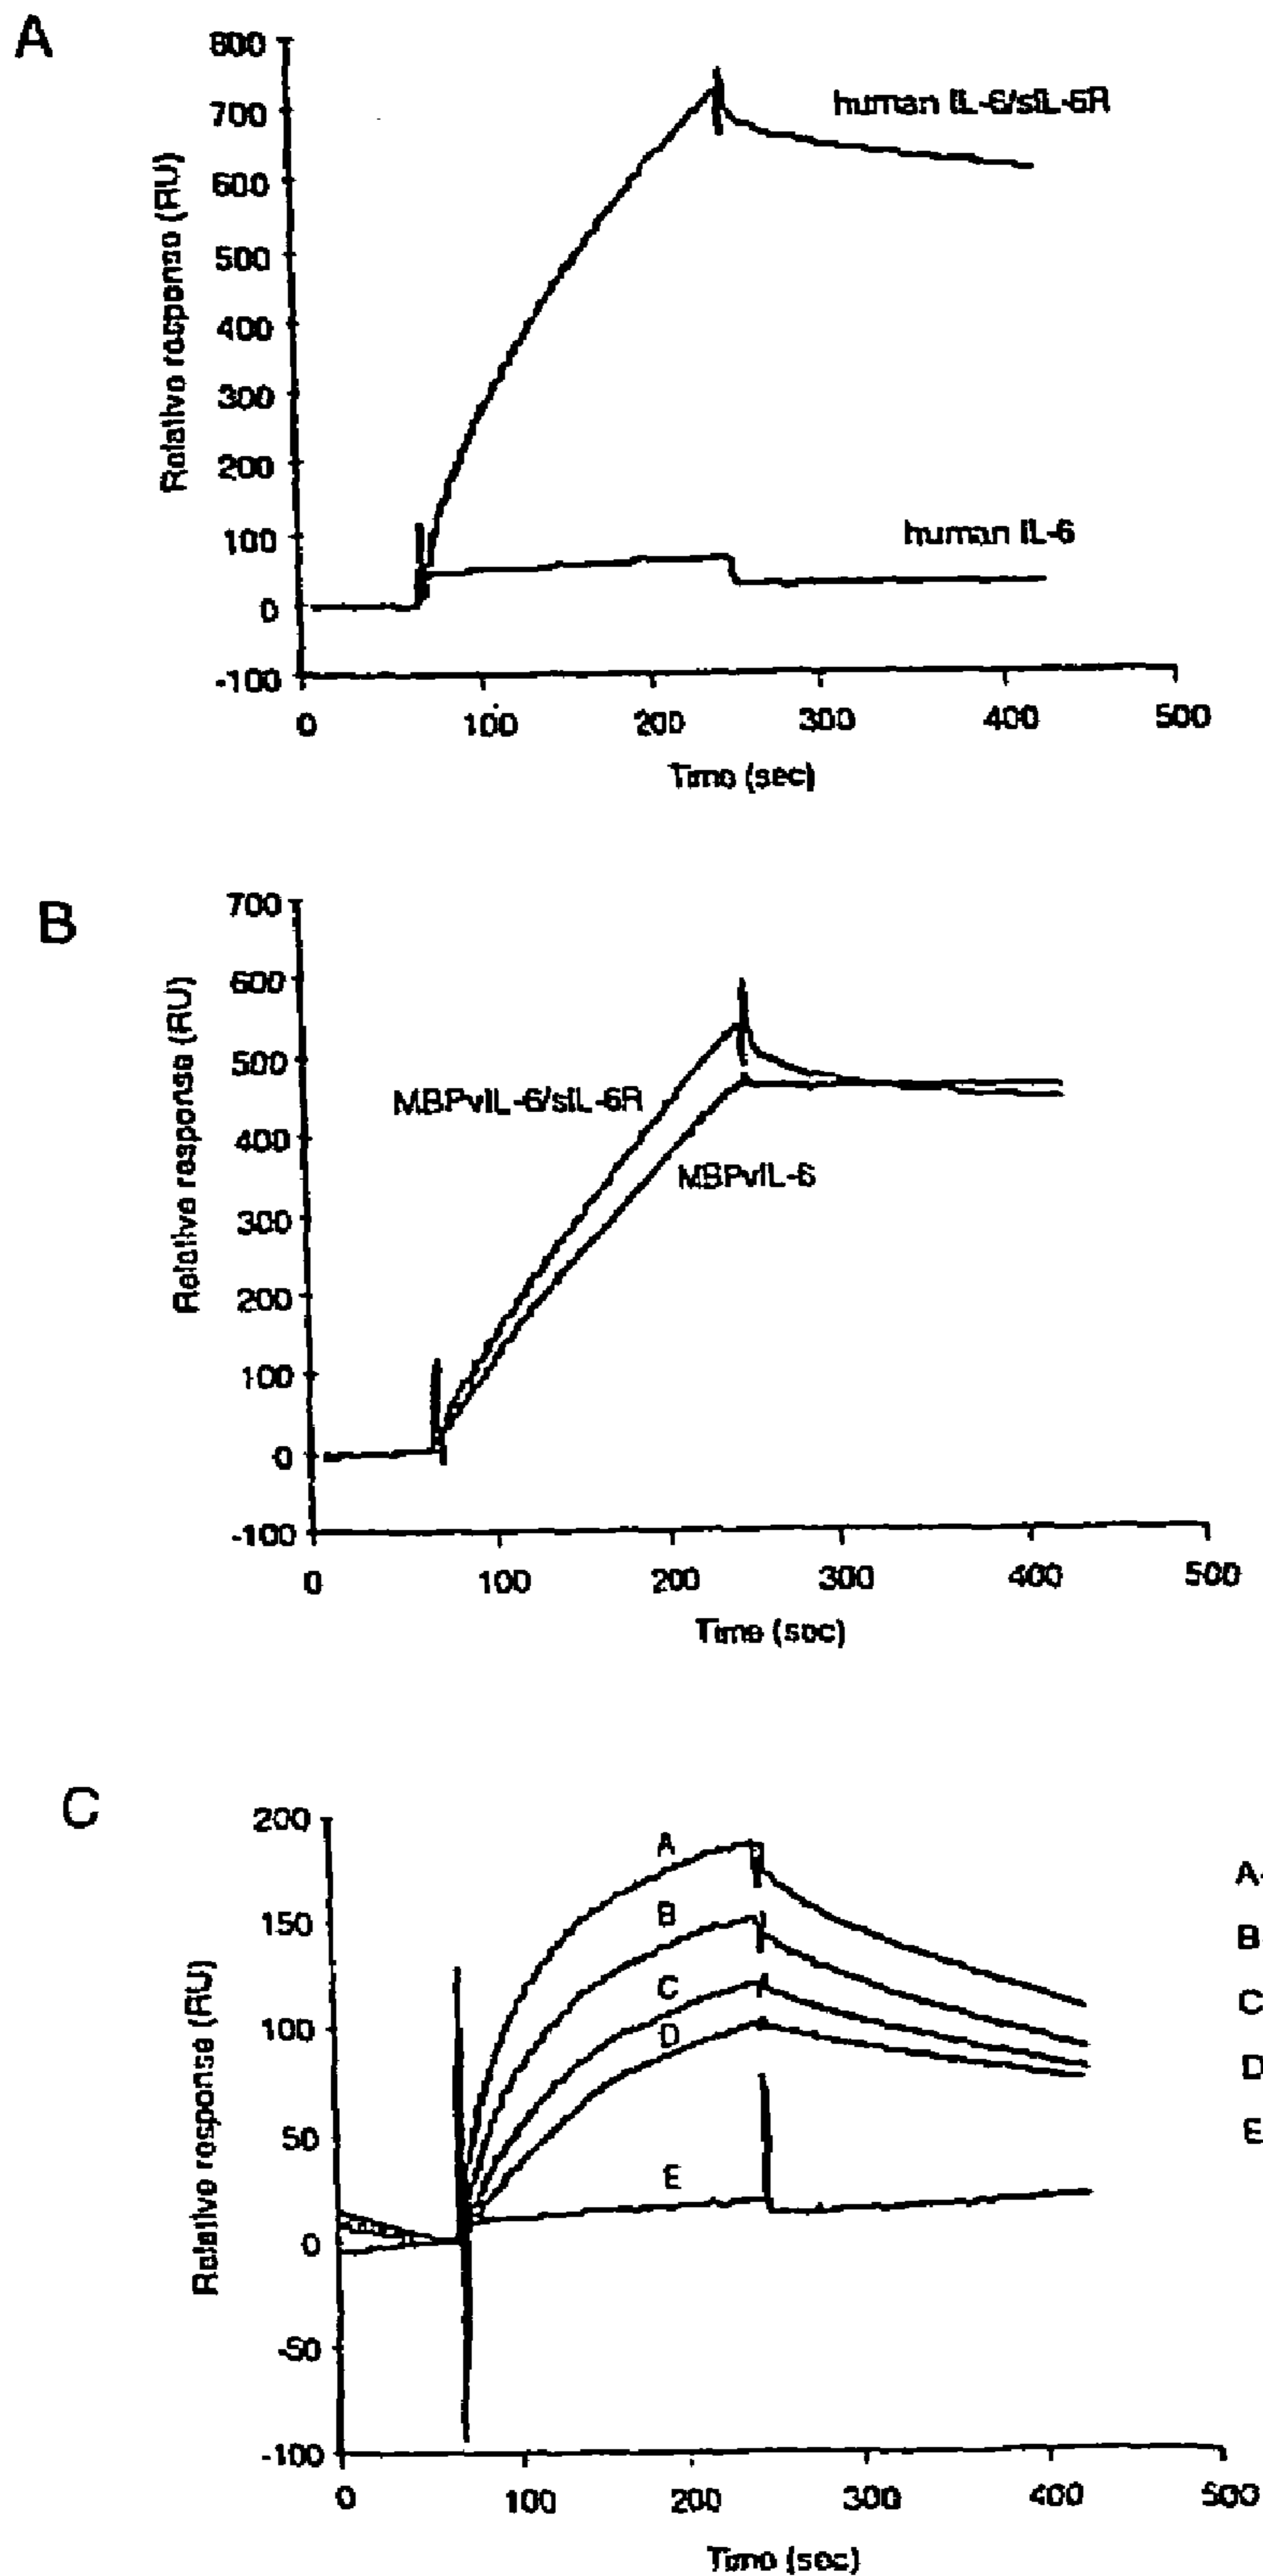 A
800
700
600
500
400
300
200
100
0
-100
Relative response (RU)
human IL-6/sIL-6R
human IL-6
0 100 200 300 400 500
Time (sec)
B
700
600
500
400
300
200
100
0
-100
Relative response (RU)
MBPvIL-6/sIL-6R
MBPvIL-6
0 100 200 300 400 500
Time (sec)
C
200
150
100
50
0
-50
-100
Relative response (RU)
A
B
C
D
E
A-
B
C
D
E
0 100 200 300 400 500
Time (sec)